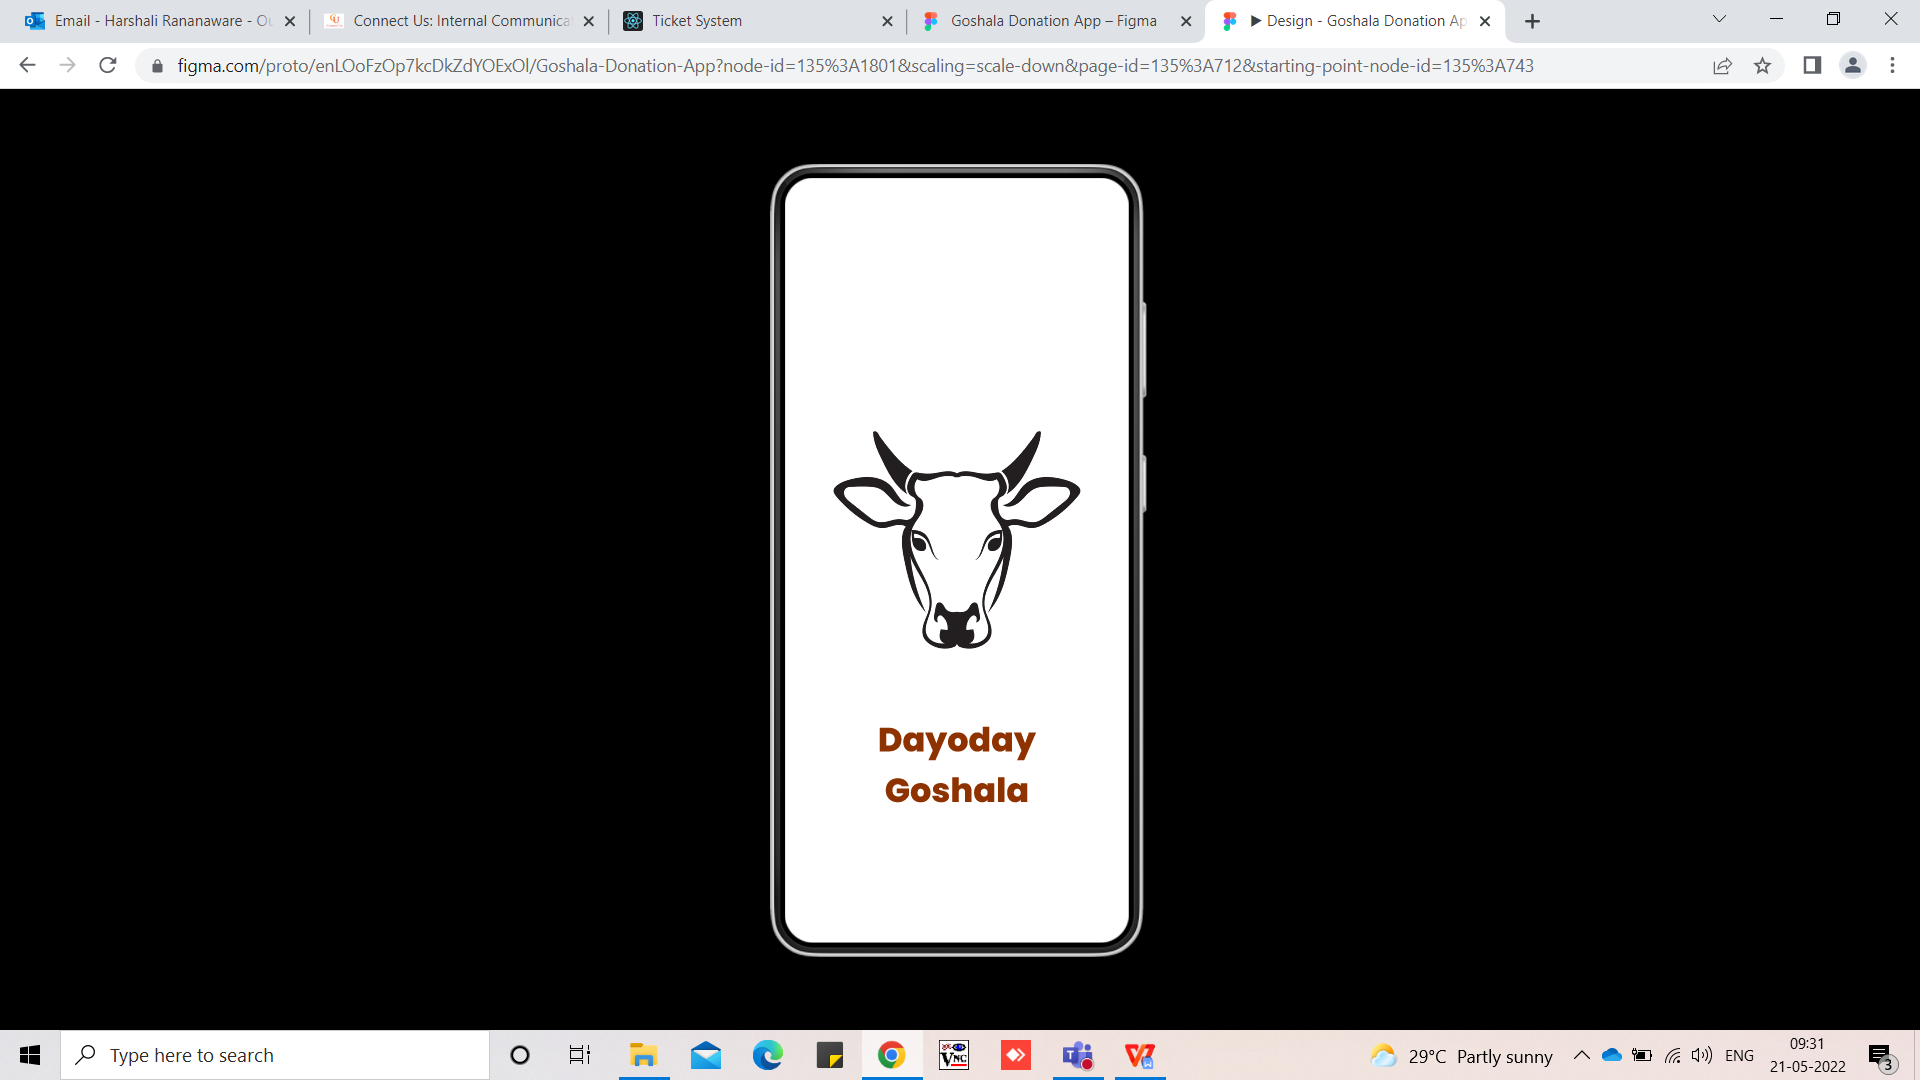 Email - Harshali Rananaware - Ou
Connect Us: Internal Communica
Ticket System
Goshala Donation App – Figma
▶ Design - Goshala Donation Ap
figma.com/proto/enLOoFzOp7kcDkZdYOExOl/Goshala-Donation-App?node-id=135%3A1801&scaling=scale-down&page-id=135%3A712&starting-point-node-id=135%3A743
Dayoday
Goshala
Type here to search
VNC
29°C Partly sunny
ENG
09:31
21-05-2022
3